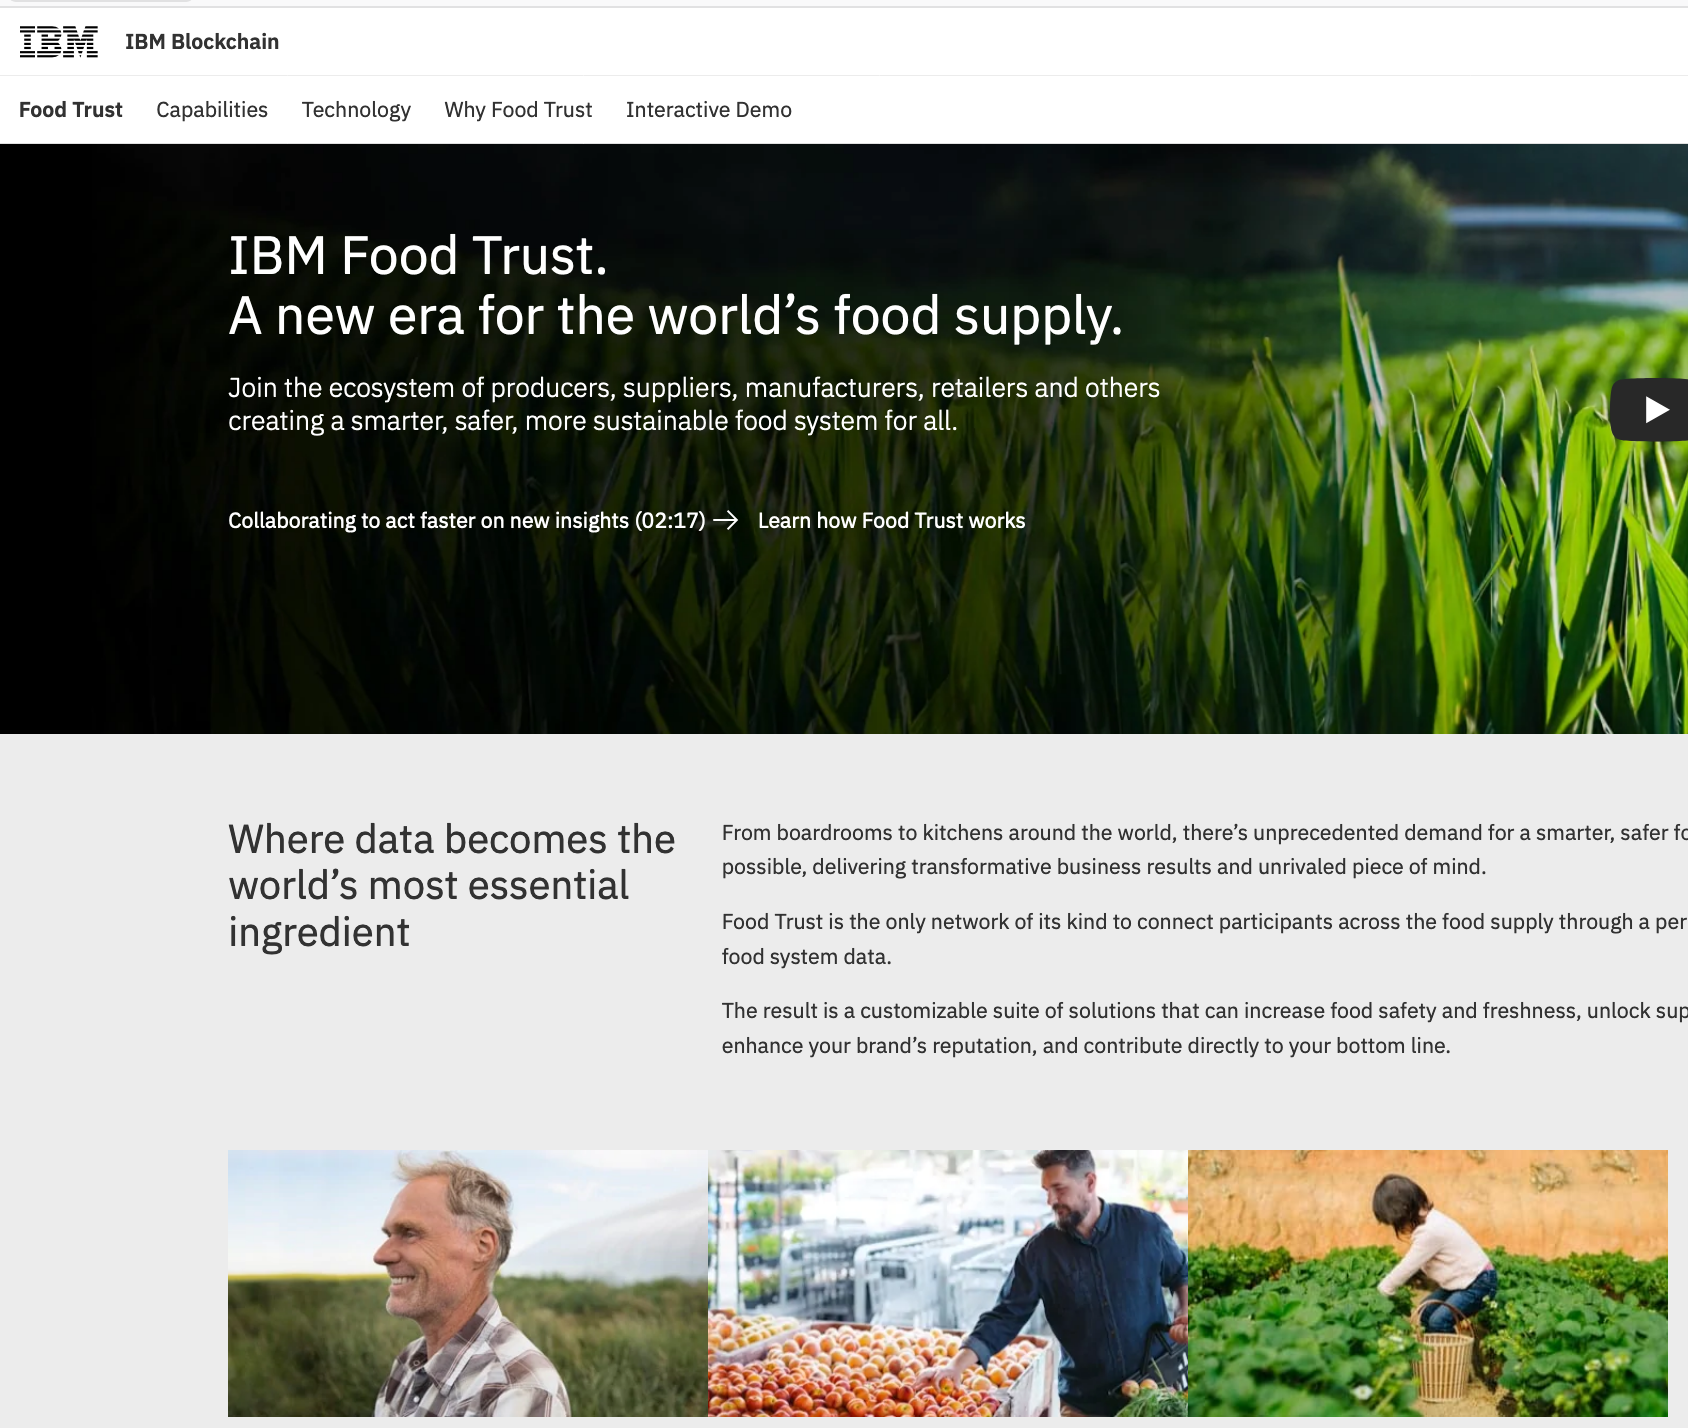 IBM IBM Blockchain
Food Trust Capabilities Technology Why Food Trust Interactive Demo
IBM Food Trust.
A new era for the world’s food supply.
Join the ecosystem of producers, suppliers, manufacturers, retailers and others
creating a smarter, safer, more sustainable food system for all.
Collaborating to act faster on new insights (02:17) → Learn how Food Trust works
Where data becomes the
world’s most essential
ingredient
From boardrooms to kitchens around the world, there’s unprecedented demand for a smarter, safer
possible, delivering transformative business results and unrivaled piece of mind.
Food Trust is the only network of its kind to connect participants across the food supply through a
food system data.
The result is a customizable suite of solutions that can increase food safety and freshness, unlock
enhance your brand’s reputation, and contribute directly to your bottom line.